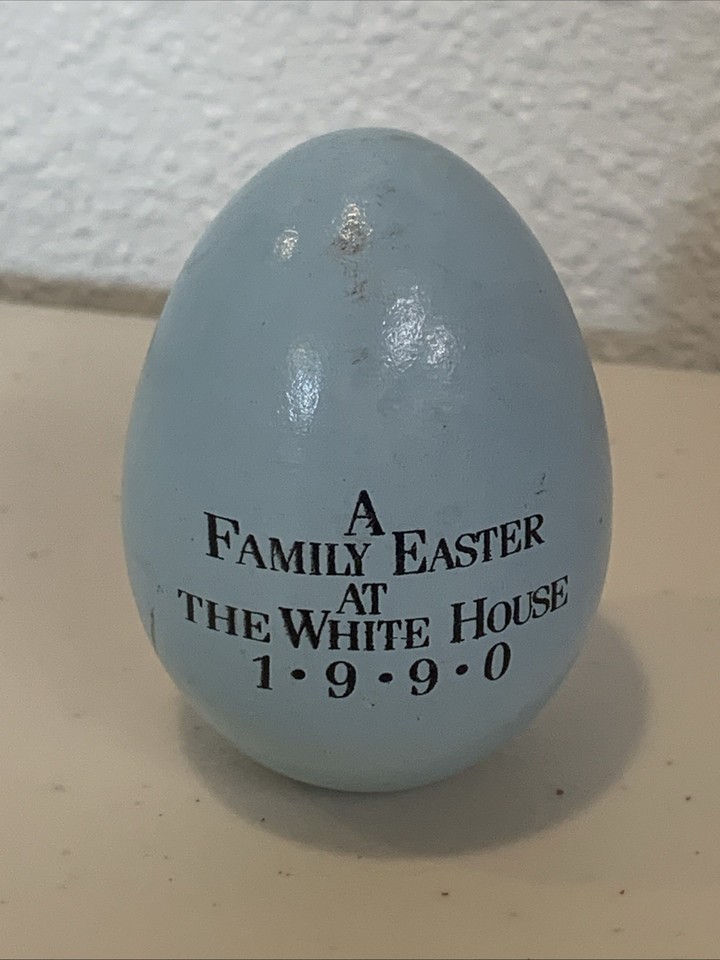 A
FAMILY EASTER
AT
THE WHITE HOUSE
1•9•9•0